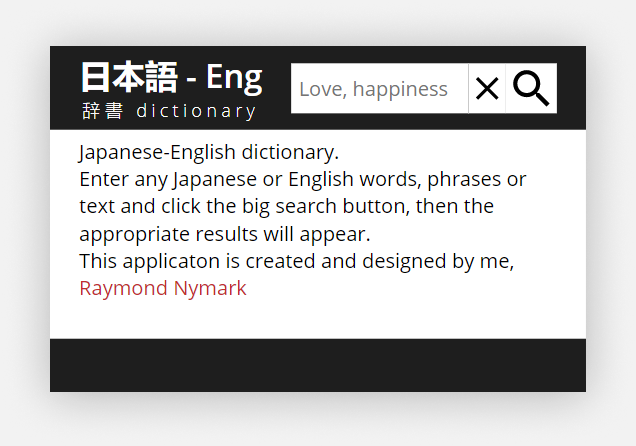 日本語 - Eng
辞書 dictionary
Love, happiness
Japanese-English dictionary.
Enter any Japanese or English words, phrases or
text and click the big search button, then the
appropriate results will appear.
This applicaton is created and designed by me,
Raymond Nymark